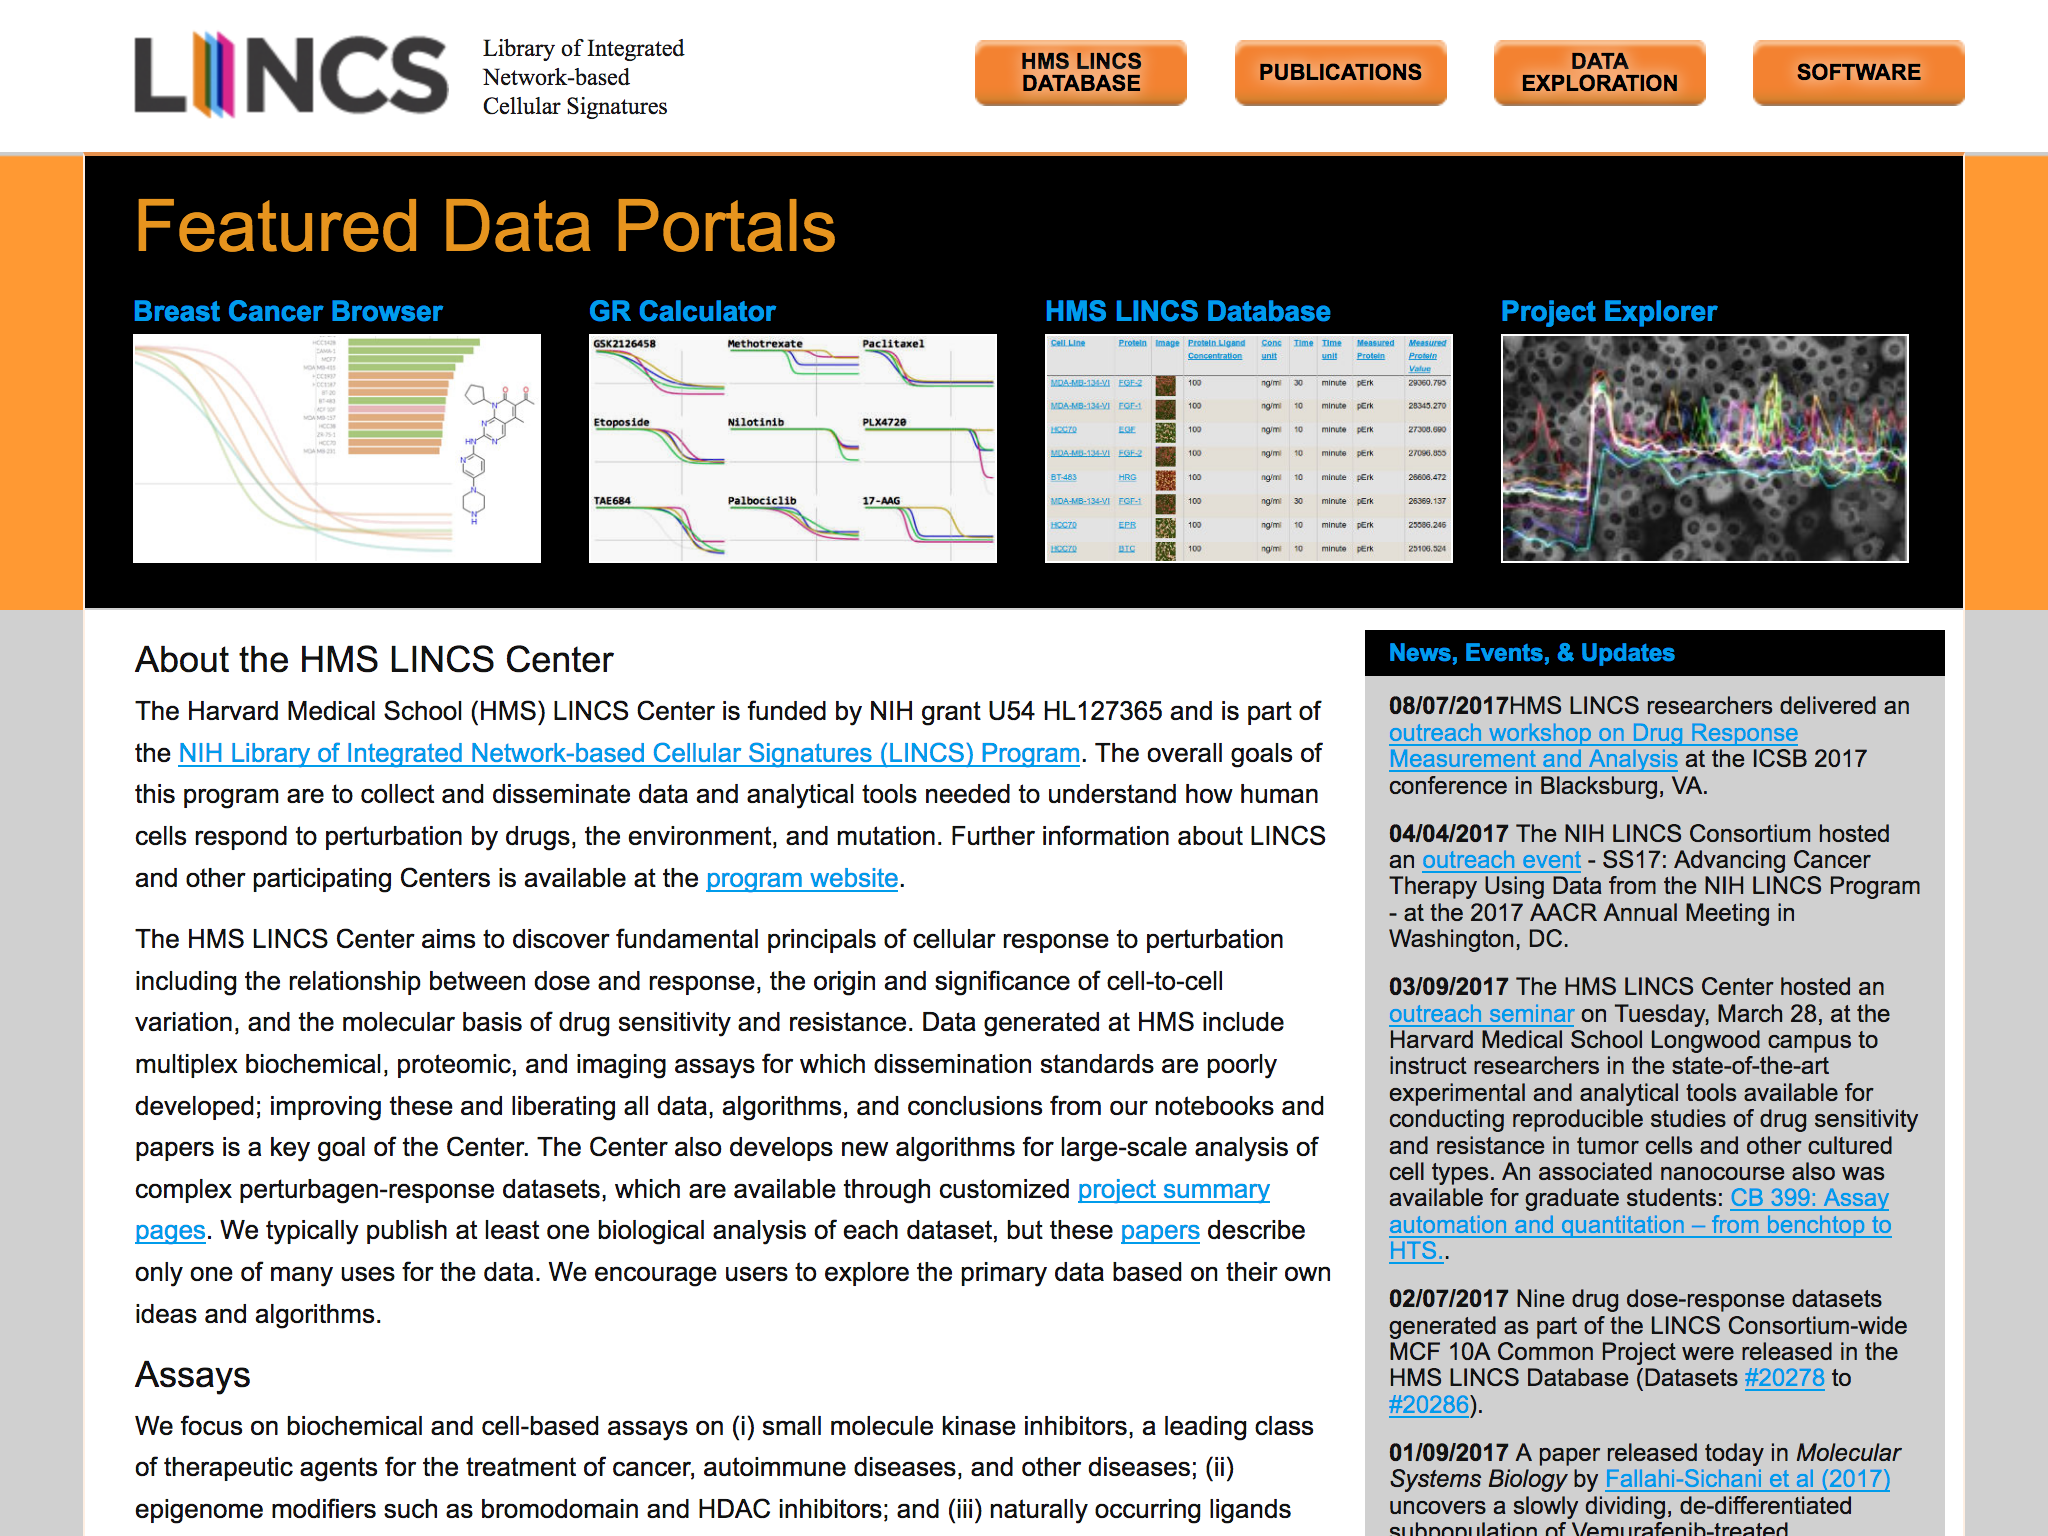 LINCS
Library of Integrated
Network-based
Cellular Signatures
HMS LINCS
DATABASE
PUBLICATIONS
DATA
EXPLORATION
SOFTWARE
Featured Data Portals
Breast Cancer Browser
GR Calculator
HMS LINCS Database
Project Explorer
GSK2126458 Methotrexate Paclitaxel
Etoposide Nilotinib PLX4720
TAE684 Palbociclib 17-AAG
Cell Line Protein Image Protein Ligand Conc Time Time Measured Measured
Concentration unit unit Protein Protein
Value
MDA-MB-134-VI FGF-2 100 ng/ml 30 minute pErk 29360.795
MDA-MB-134-VI FGF-1 100 ng/ml 10 minute pErk 28345.270
HCC70 EGF 100 ng/ml 10 minute pErk 27308.690
MDA-MB-134-VI FGF-2 100 ng/ml 10 minute pErk 27096.855
BT-483 HRG 100 ng/ml 10 minute pErk 26606.472
MDA-MB-134-VI FGF-1 100 ng/ml 30 minute pErk 26369.137
HCC70 EPR 100 ng/ml 10 minute pErk 25586.246
HCC70 BTC 100 ng/ml 10 minute pErk 25106.524
About the HMS LINCS Center
The Harvard Medical School (HMS) LINCS Center is funded by NIH grant U54 HL127365 and is part of
the NIH Library of Integrated Network-based Cellular Signatures (LINCS) Program. The overall goals of
this program are to collect and disseminate data and analytical tools needed to understand how human
cells respond to perturbation by drugs, the environment, and mutation. Further information about LINCS
and other participating Centers is available at the program website.
The HMS LINCS Center aims to discover fundamental principals of cellular response to perturbation
including the relationship between dose and response, the origin and significance of cell-to-cell
variation, and the molecular basis of drug sensitivity and resistance. Data generated at HMS include
multiplex biochemical, proteomic, and imaging assays for which dissemination standards are poorly
developed; improving these and liberating all data, algorithms, and conclusions from our notebooks and
papers is a key goal of the Center. The Center also develops new algorithms for large-scale analysis of
complex perturbagen-response datasets, which are available through customized project summary
pages. We typically publish at least one biological analysis of each dataset, but these papers describe
only one of many uses for the data. We encourage users to explore the primary data based on their own
ideas and algorithms.
Assays
We focus on biochemical and cell-based assays on (i) small molecule kinase inhibitors, a leading class
of therapeutic agents for the treatment of cancer, autoimmune diseases, and other diseases; (ii)
epigenome modifiers such as bromodomain and HDAC inhibitors; and (iii) naturally occurring ligands
News, Events, & Updates
08/07/2017HMS LINCS researchers delivered an
outreach workshop on Drug Response
Measurement and Analysis at the ICSB 2017
conference in Blacksburg, VA.
04/04/2017 The NIH LINCS Consortium hosted
an outreach event - SS17: Advancing Cancer
Therapy Using Data from the NIH LINCS Program
- at the 2017 AACR Annual Meeting in
Washington, DC.
03/09/2017 The HMS LINCS Center hosted an
outreach seminar on Tuesday, March 28, at the
Harvard Medical School Longwood campus to
instruct researchers in the state-of-the-art
experimental and analytical tools available for
conducting reproducible studies of drug sensitivity
and resistance in tumor cells and other cultured
cell types. An associated nanocourse also was
available for graduate students: CB 399: Assay
automation and quantitation – from benchtop to
HTS..
02/07/2017 Nine drug dose-response datasets
generated as part of the LINCS Consortium-wide
MCF 10A Common Project were released in the
HMS LINCS Database (Datasets #20278 to
#20286).
01/09/2017 A paper released today in Molecular
Systems Biology by Fallahi-Sichani et al (2017)
uncovers a slowly dividing, de-differentiated
subpopulation of Vemurafenib-treated